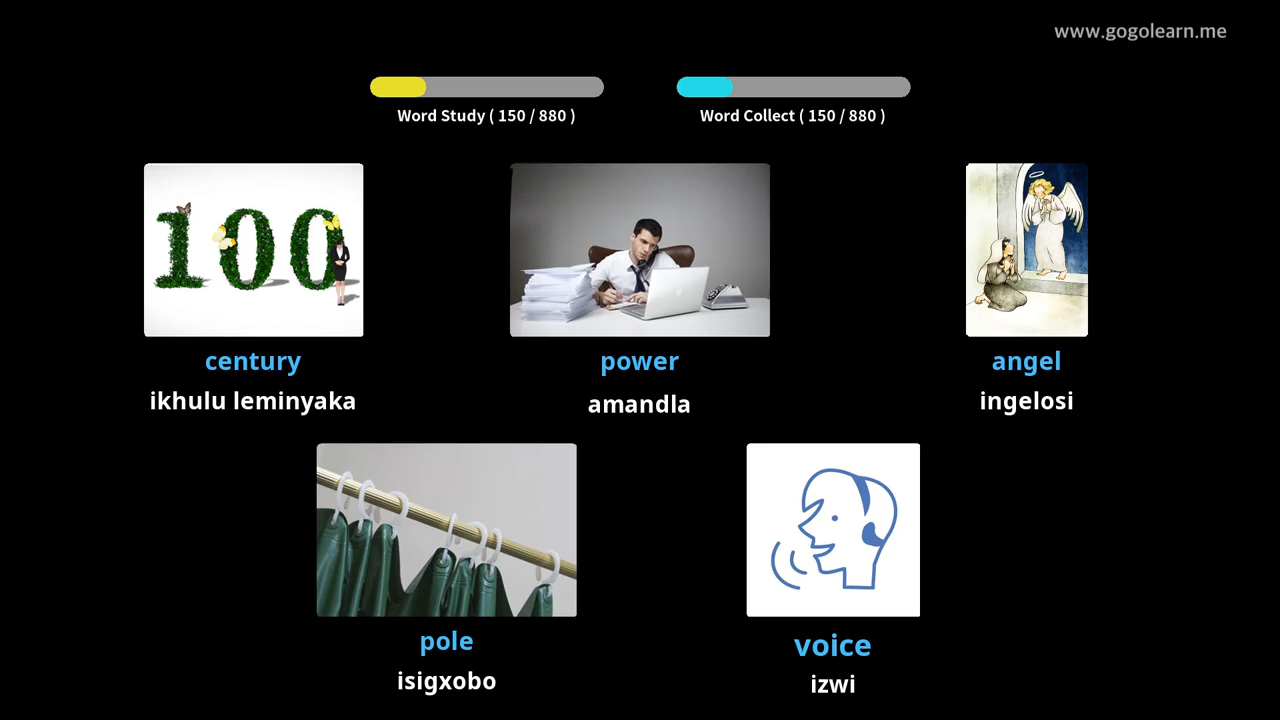 www.gogolearn.me
Word Study ( 150 / 880 )
Word Collect ( 150 / 880 )
100
century
ikhulu leminyaka
power
amandla
angel
ingelosi
pole
isigxobo
voice
izwi